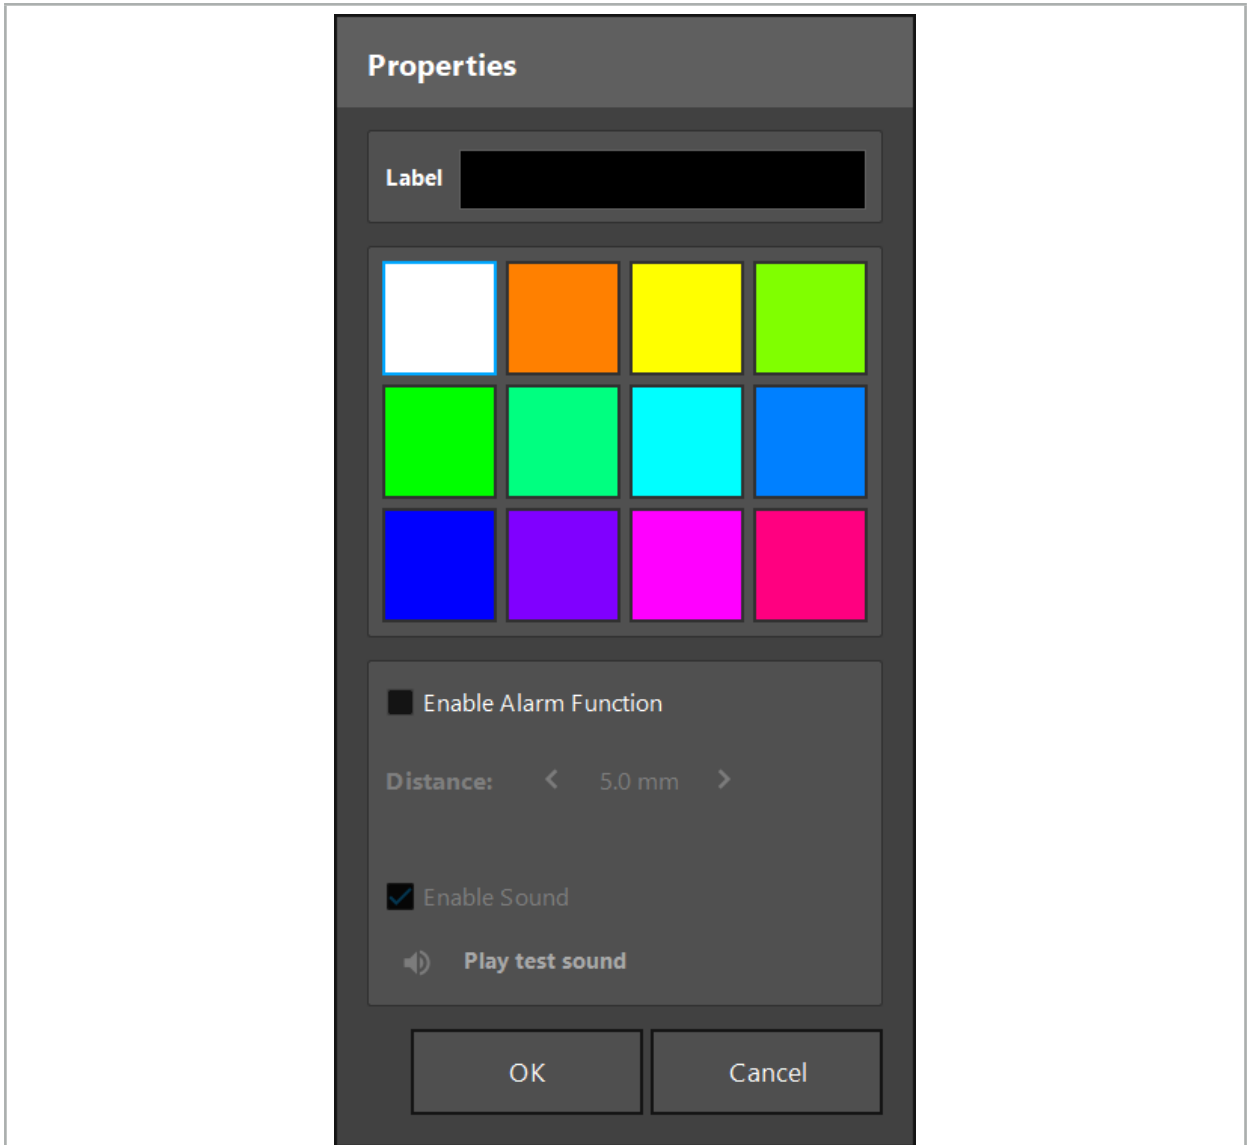 Properties
Label
Enable Alarm Function
Distance: 5.0 mm
Enable Sound
Play test sound
OK Cancel